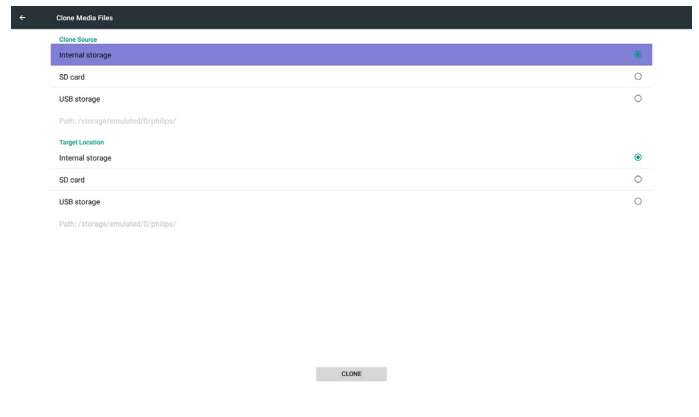 Clone Media Files
Clone Source
Internal storage
SD card
USB storage
Path: /storage/emulated/0/philips/
Target Location
Internal storage
SD card
USB storage
Path: /storage/emulated/0/philips/
CLONE